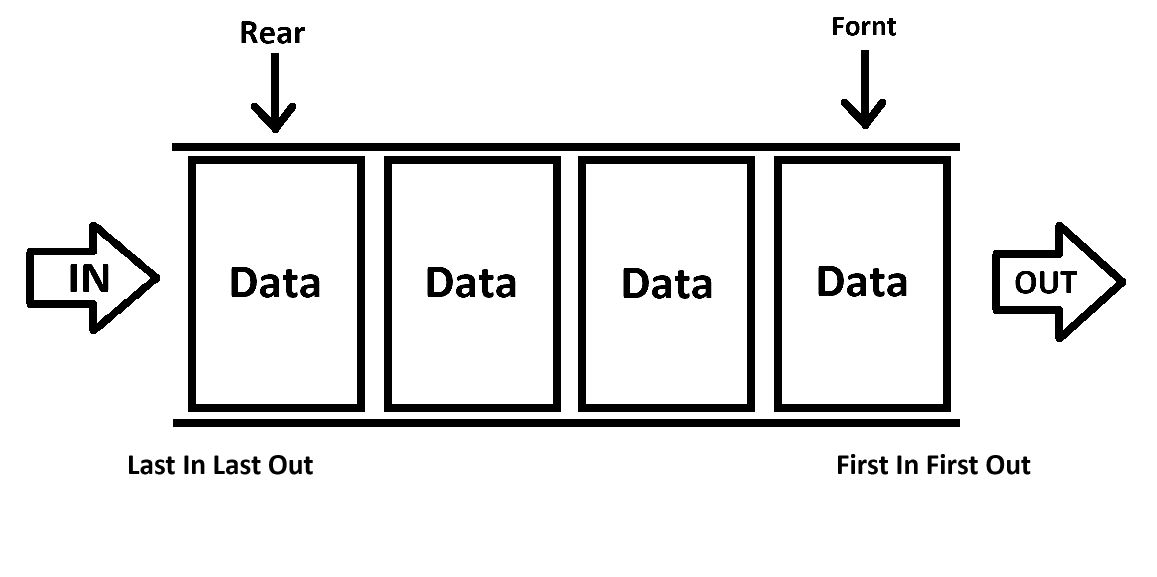 Rear
Fornt
IN
Data
Data
Data
Data
OUT
Last In Last Out
First In First Out